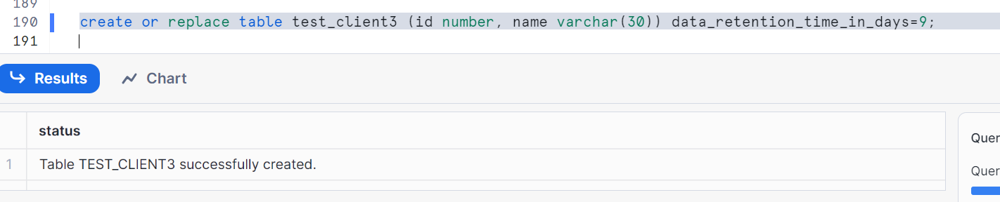 189
190 create or replace table test_client3 (id number, name varchar(30)) data_retention_time_in_days=9;
191
Results Chart
status
1 Table TEST_CLIENT3 successfully created.
Quer
Quer